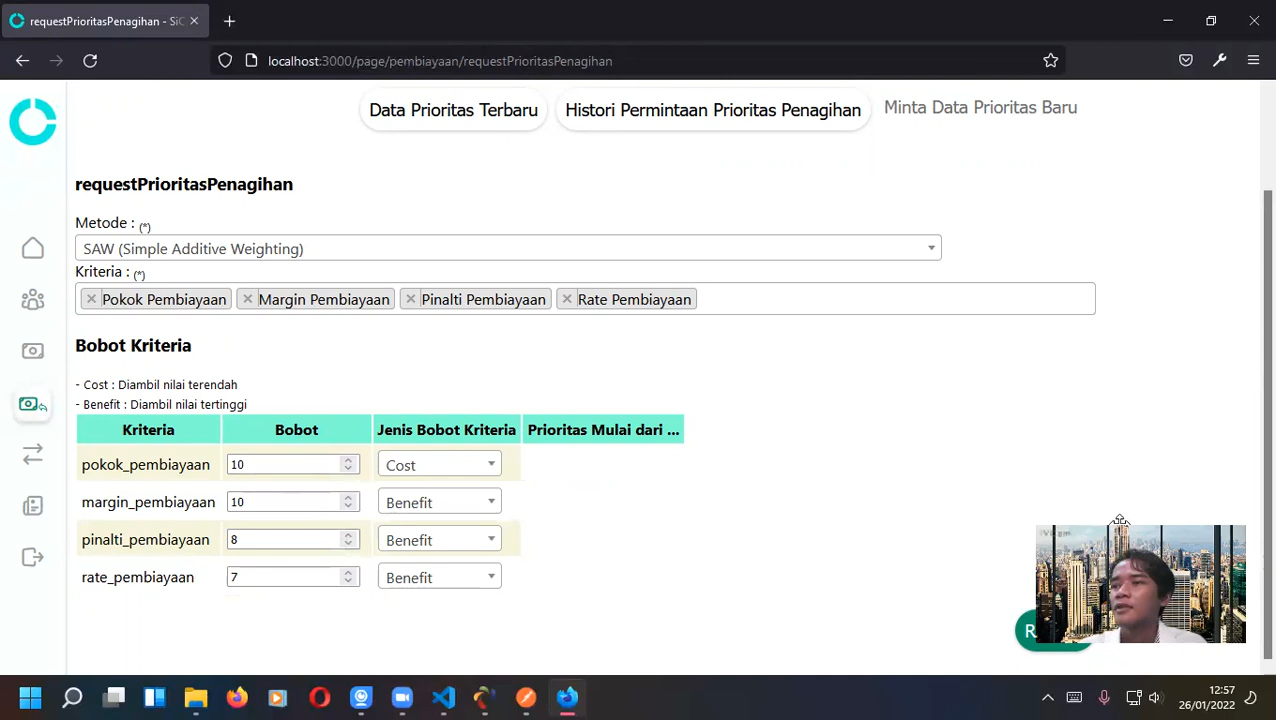 requestPrioritasPenagihan - SiC
localhost:3000/page/pembiayaan/requestPrioritasPenagihan
Data Prioritas Terbaru
Histori Permintaan Prioritas Penagihan
Minta Data Prioritas Baru
requestPrioritasPenagihan
Metode : (*)
SAW (Simple Additive Weighting)
Kriteria : (*)
Pokok Pembiayaan
Margin Pembiayaan
Pinalti Pembiayaan
Rate Pembiayaan
Bobot Kriteria
- Cost : Diambil nilai terendah
- Benefit : Diambil nilai tertinggi
Kriteria Bobot Jenis Bobot Kriteria Prioritas Mulai dari ...
pokok_pembiayaan 10 Cost
margin_pembiayaan 10 Benefit
pinalti_pembiayaan 8 Benefit
rate_pembiayaan 7 Benefit
R
12:57
26/01/2022